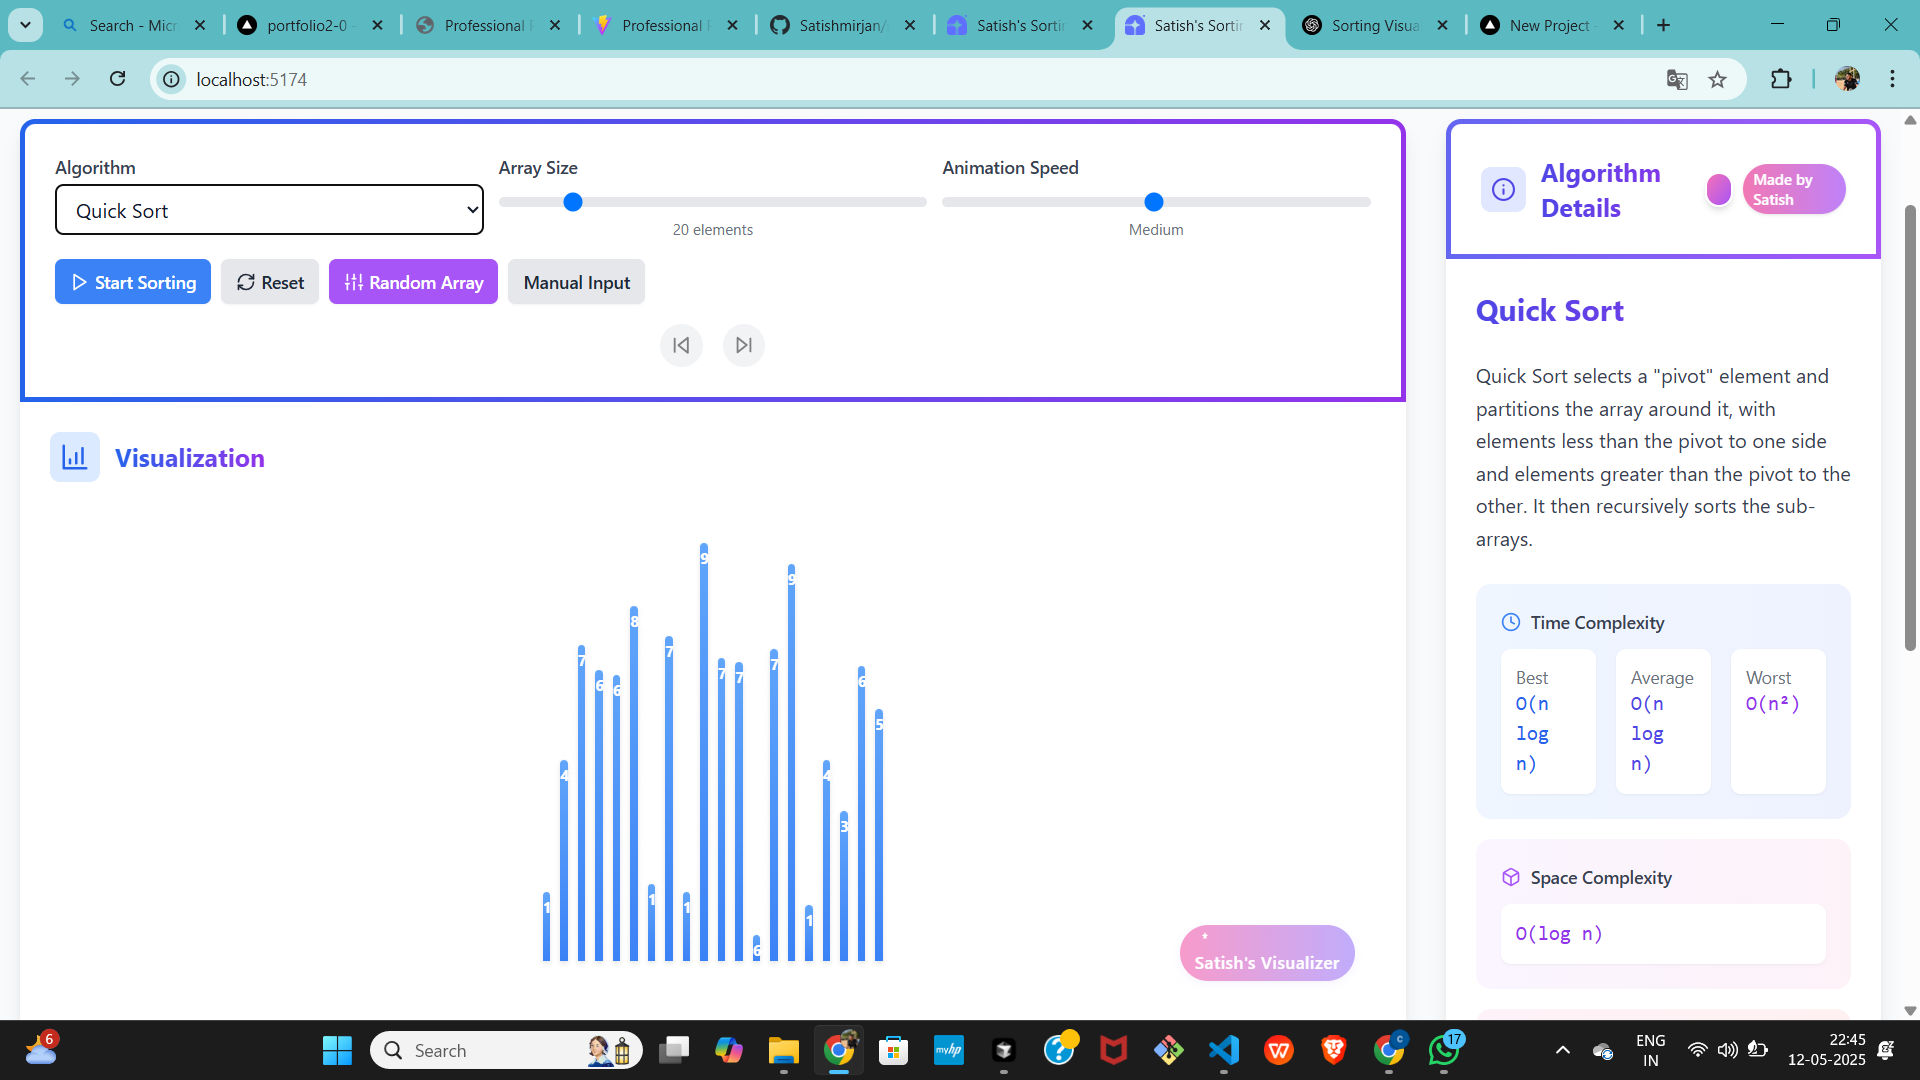 Search - Micr
portfolio2-0 -
Professional P
Professional P
Satishmirjan/
Satish's Sortin
Satish's Sortin
Sorting Visua
New Project -
localhost:5174
Algorithm
Quick Sort
Array Size
20 elements
Animation Speed
Medium
Start Sorting
Reset
Random Array
Manual Input
Visualization
1
4
7
6
6
8
1
7
1
9
7
7
6
7
9
1
4
3
6
5
*
Satish's Visualizer
Algorithm
Details
Made by
Satish
Quick Sort
Quick Sort selects a "pivot" element and
partitions the array around it, with
elements less than the pivot to one side
and elements greater than the pivot to the
other. It then recursively sorts the sub-
arrays.
Time Complexity
Best
O(n
log
n)
Average
O(n
log
n)
Worst
O(n²)
Space Complexity
O(log n)
6
Search
myhp
17
ENG
IN
22:45
12-05-2025